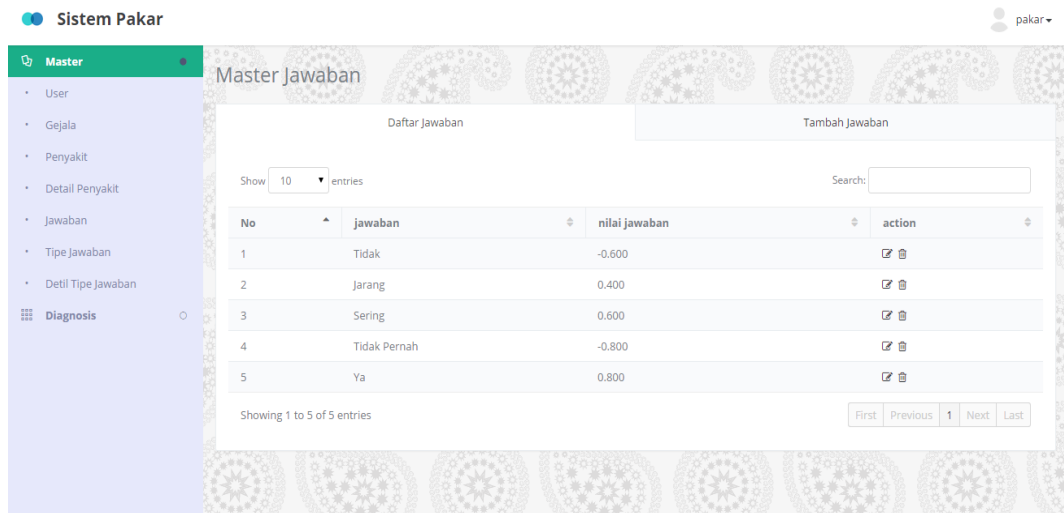 Sistem Pakar
pakar
Master
User
Gejala
Penyakit
Detail Penyakit
Jawaban
Tipe Jawaban
Detil Tipe Jawaban
Diagnosis
Master Jawaban
Daftar Jawaban Tambah Jawaban
Show 10 entries Search:
No jawaban nilai jawaban action
1 Tidak -0.600
2 Jarang 0.400
3 Sering 0.600
4 Tidak Pernah -0.800
5 Ya 0.800
Showing 1 to 5 of 5 entries First Previous 1 Next Last